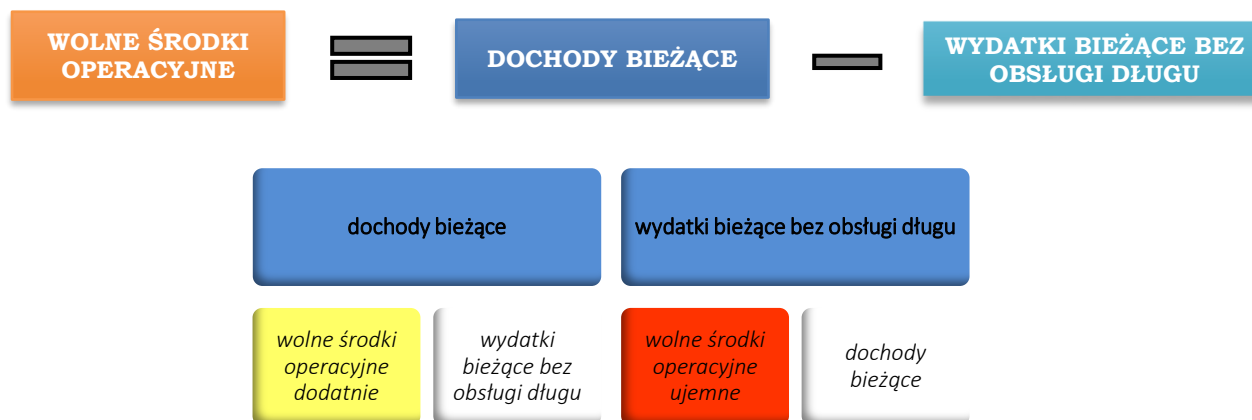 WOLNE ŚRODKI
OPERACYJNE
DOCHODY BIEŻĄCE
WYDATKI BIEŻĄCE BEZ
OBSŁUGI DŁUGU
dochody bieżące
wydatki bieżące bez obsługi długu
wolne środki
operacyjne
dodatnie
wydatki
bieżące bez
obsługi długu
wolne środki
operacyjne
ujemne
dochody
bieżące